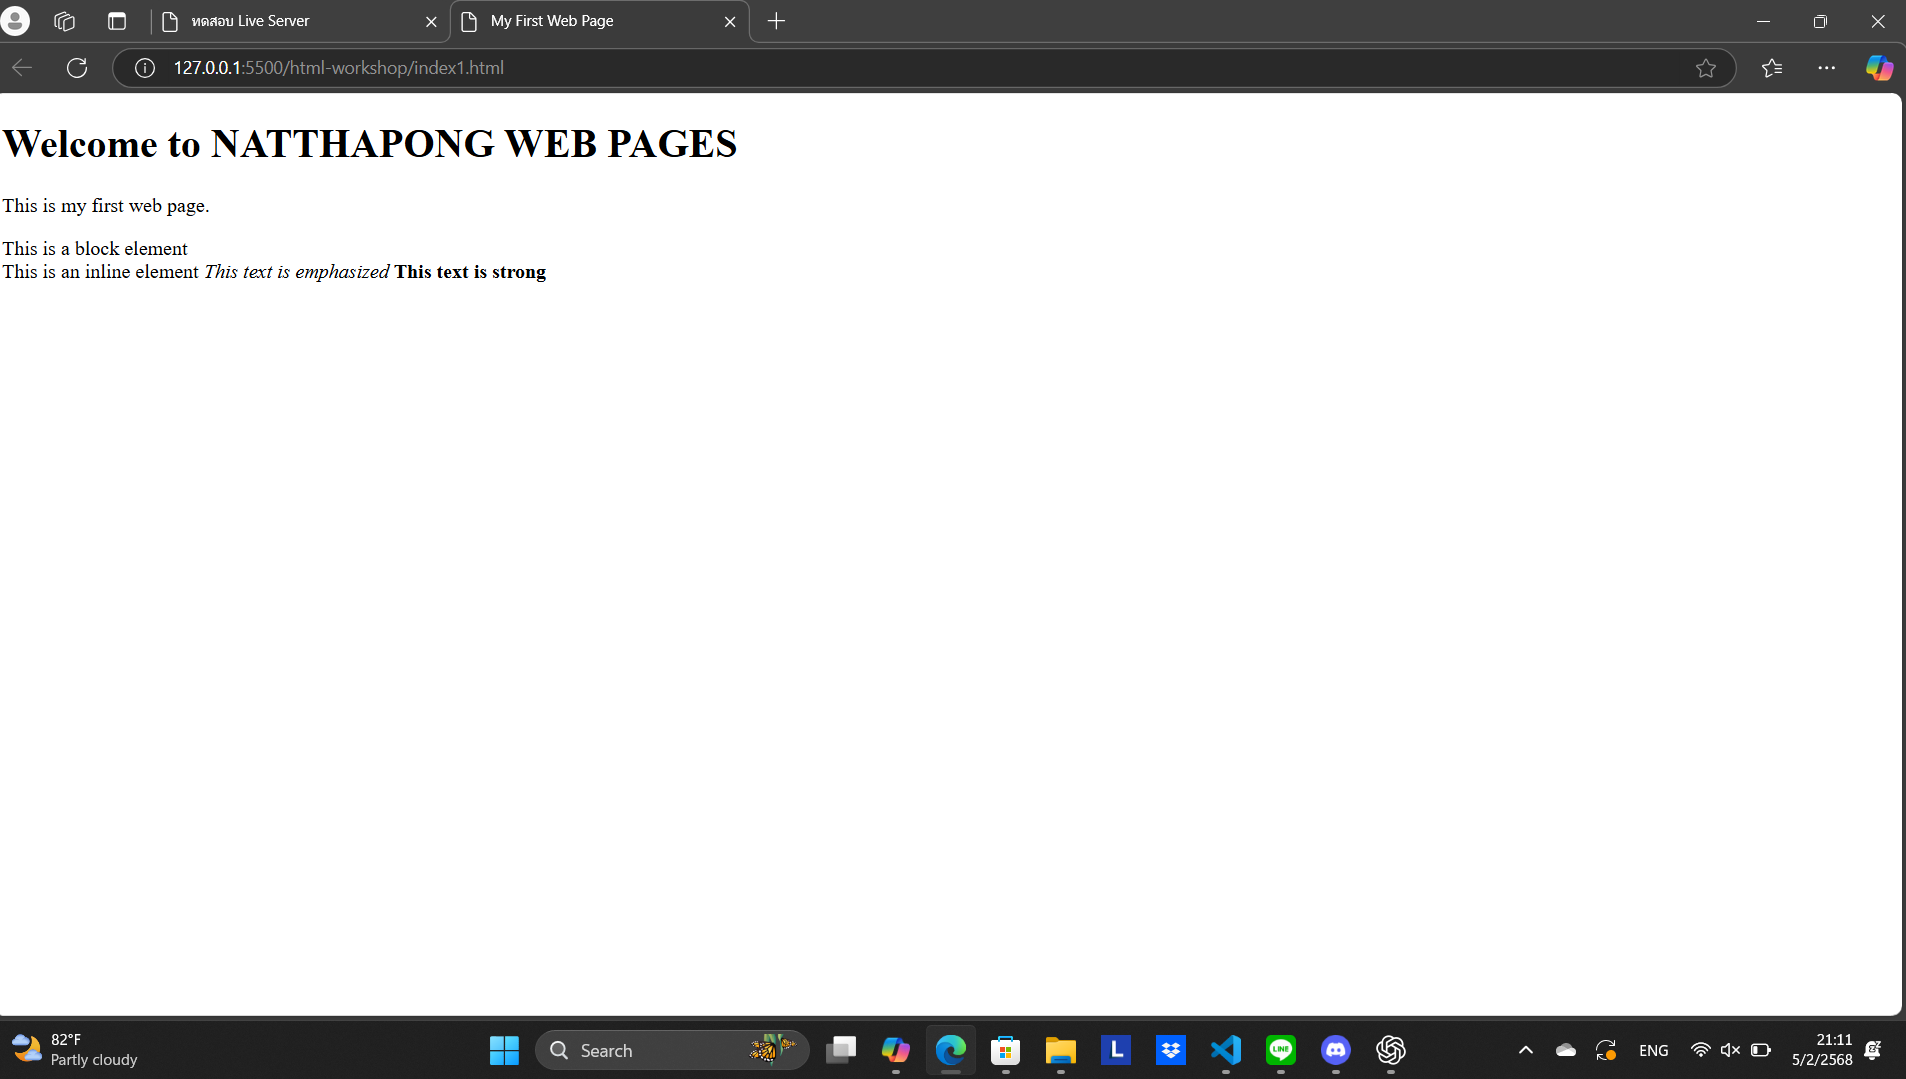 ทดสอบ Live Server
My First Web Page
127.0.0.1:5500/html-workshop/index1.html
Welcome to NATTHAPONG WEB PAGES
This is my first web page.
This is a block element
This is an inline element This text is emphasized This text is strong
82°F
Partly cloudy
Search
L
LINE
ENG
21:11
5/2/2568